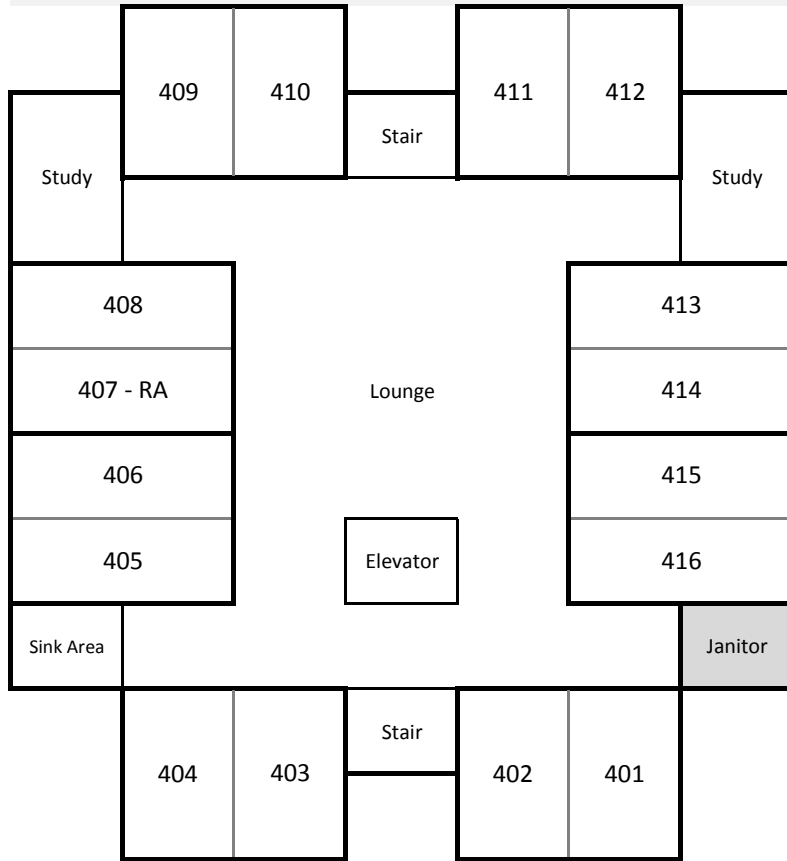 409 410 411 412
Stair
Study Study
408 413
407 - RA Lounge 414
406 415
405 Elevator 416
Sink Area Janitor
Stair
404 403 402 401